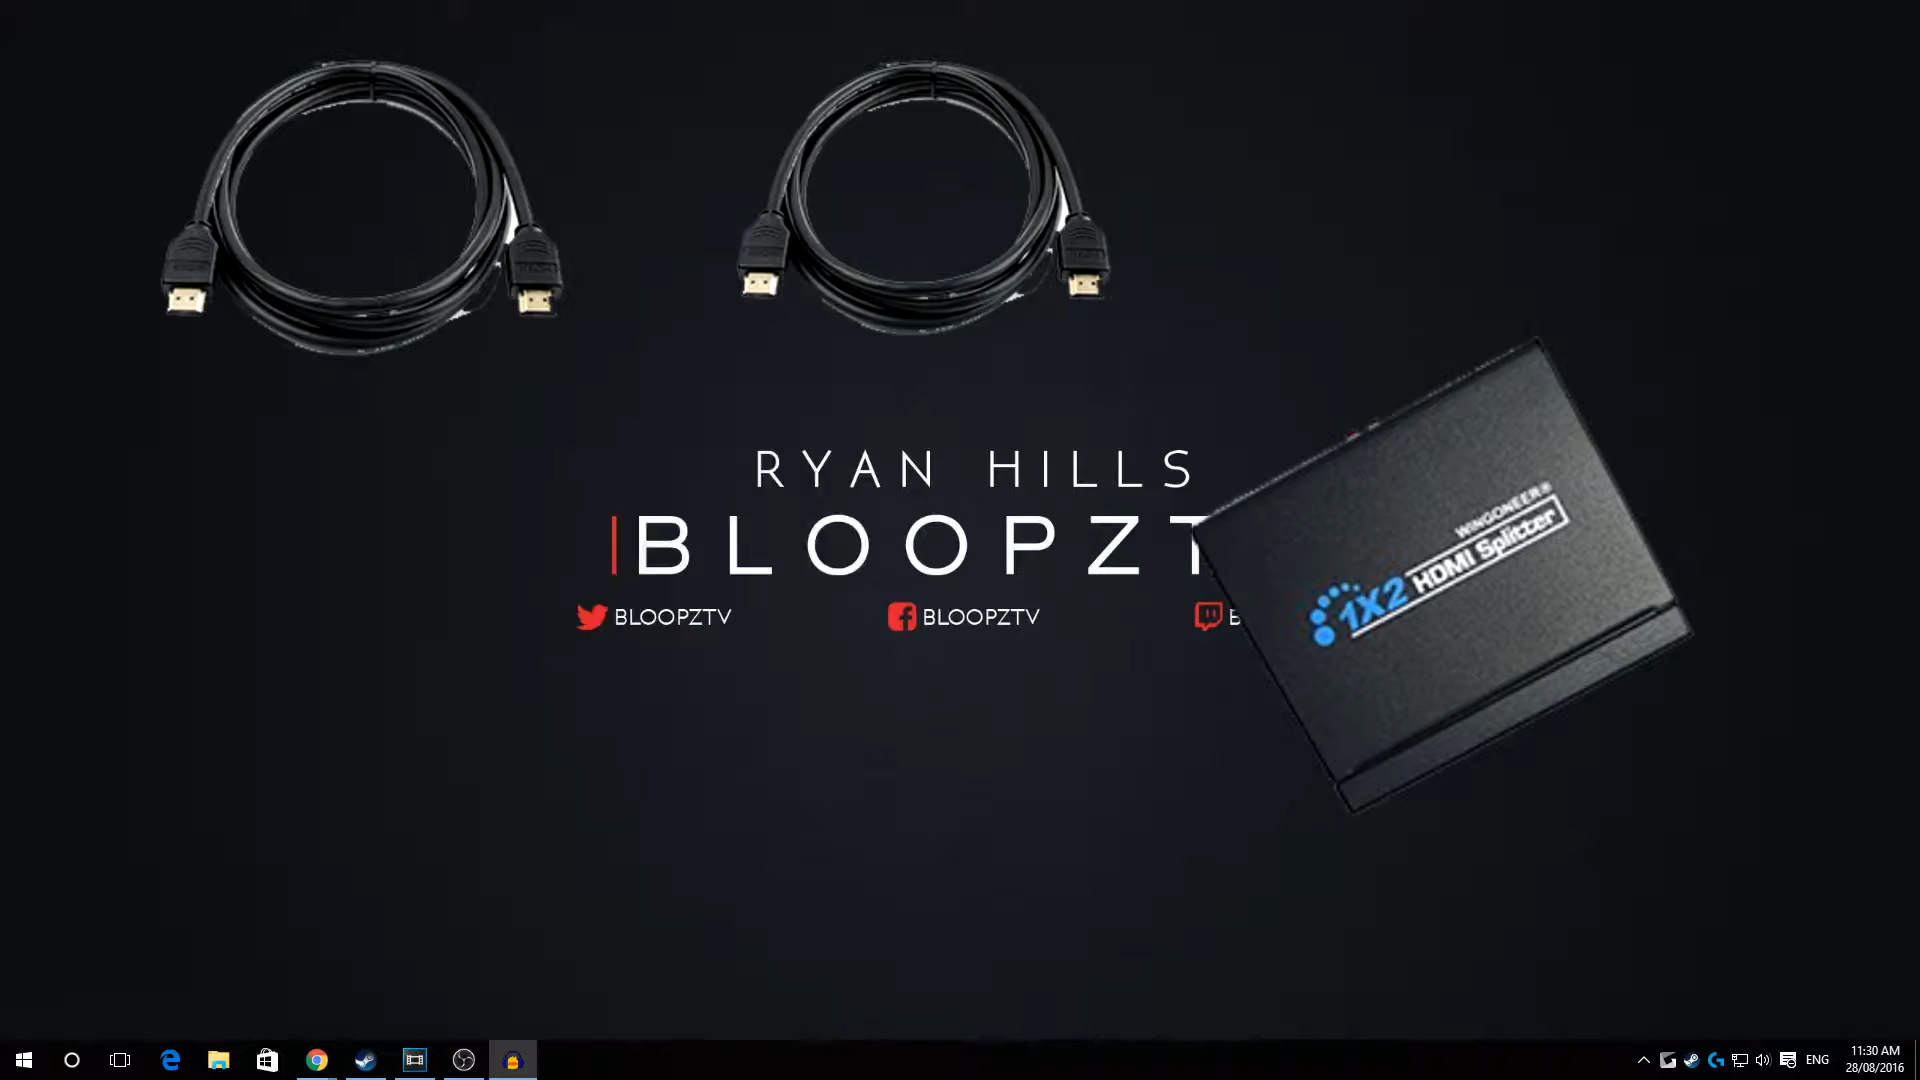 RYAN HILLS
BLOOPZT
BLOOPZTV
BLOOPZTV
B
WINGONEER®
1X2 HDMI Splitter
ENG
11:30 AM
28/08/2016